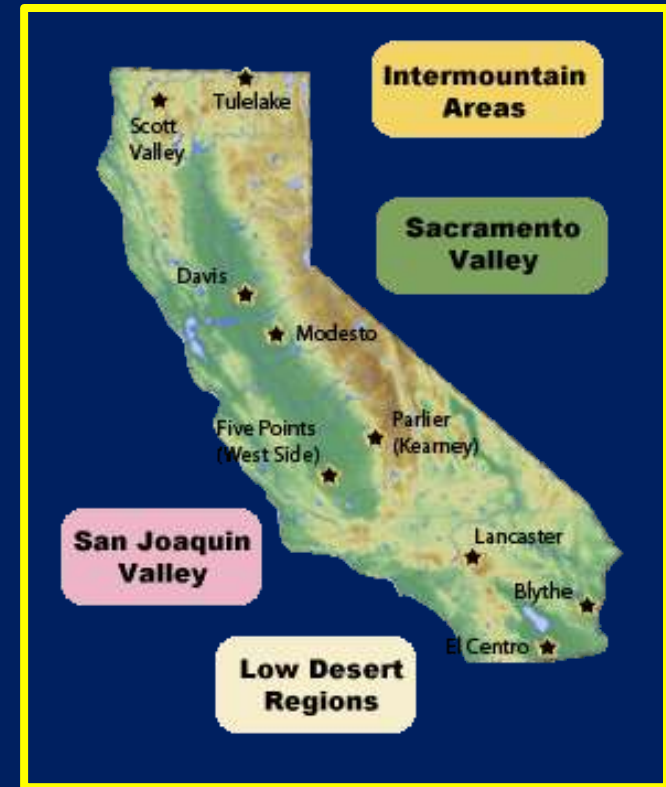 Intermountain
Areas
Tulelake
Scott
Valley
Sacramento
Valley
Davis
Modesto
Parlier
(Kearney)
Five Points
(West Side)
San Joaquin
Valley
Lancaster
Blythe
El Centro
Low Desert
Regions